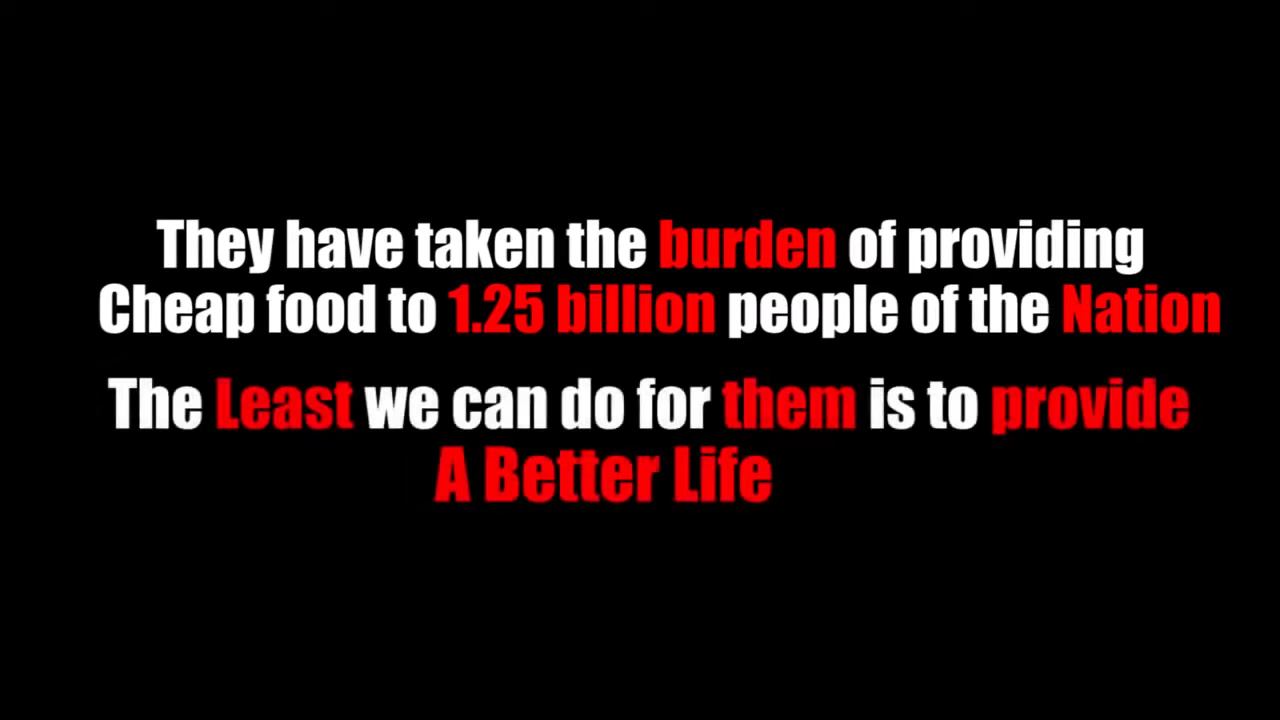 They have taken the burden of providing
Cheap food to 1.25 billion people of the Nation
The Least we can do for them is to provide
A Better Life